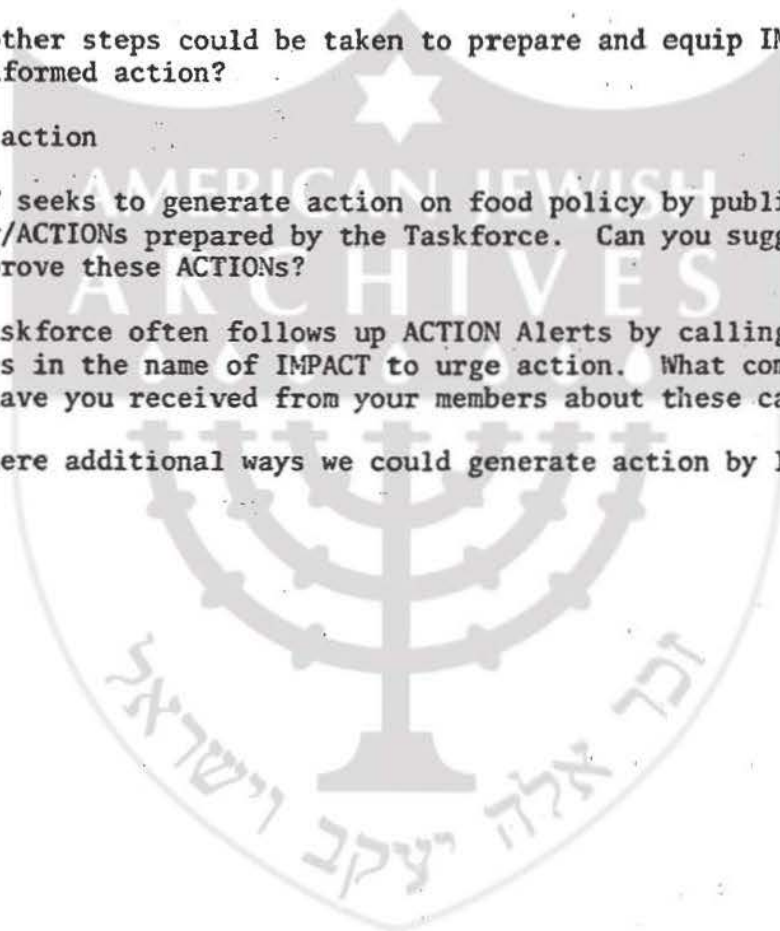 ther steps could be taken to prepare and equip IM
formed action?
action
seeks to generate action on food policy by publi
/ACTIONs prepared by the Taskforce. Can you sugg
rove these ACTIONs?
skforce often follows up ACTION Alerts by calling
s in the name of IMPACT to urge action. What com
ave you received from your members about these ca
ere additional ways we could generate action by I
AMERICAN JEWISH
ARCHIVES
זכר אלה יעקב וישראל